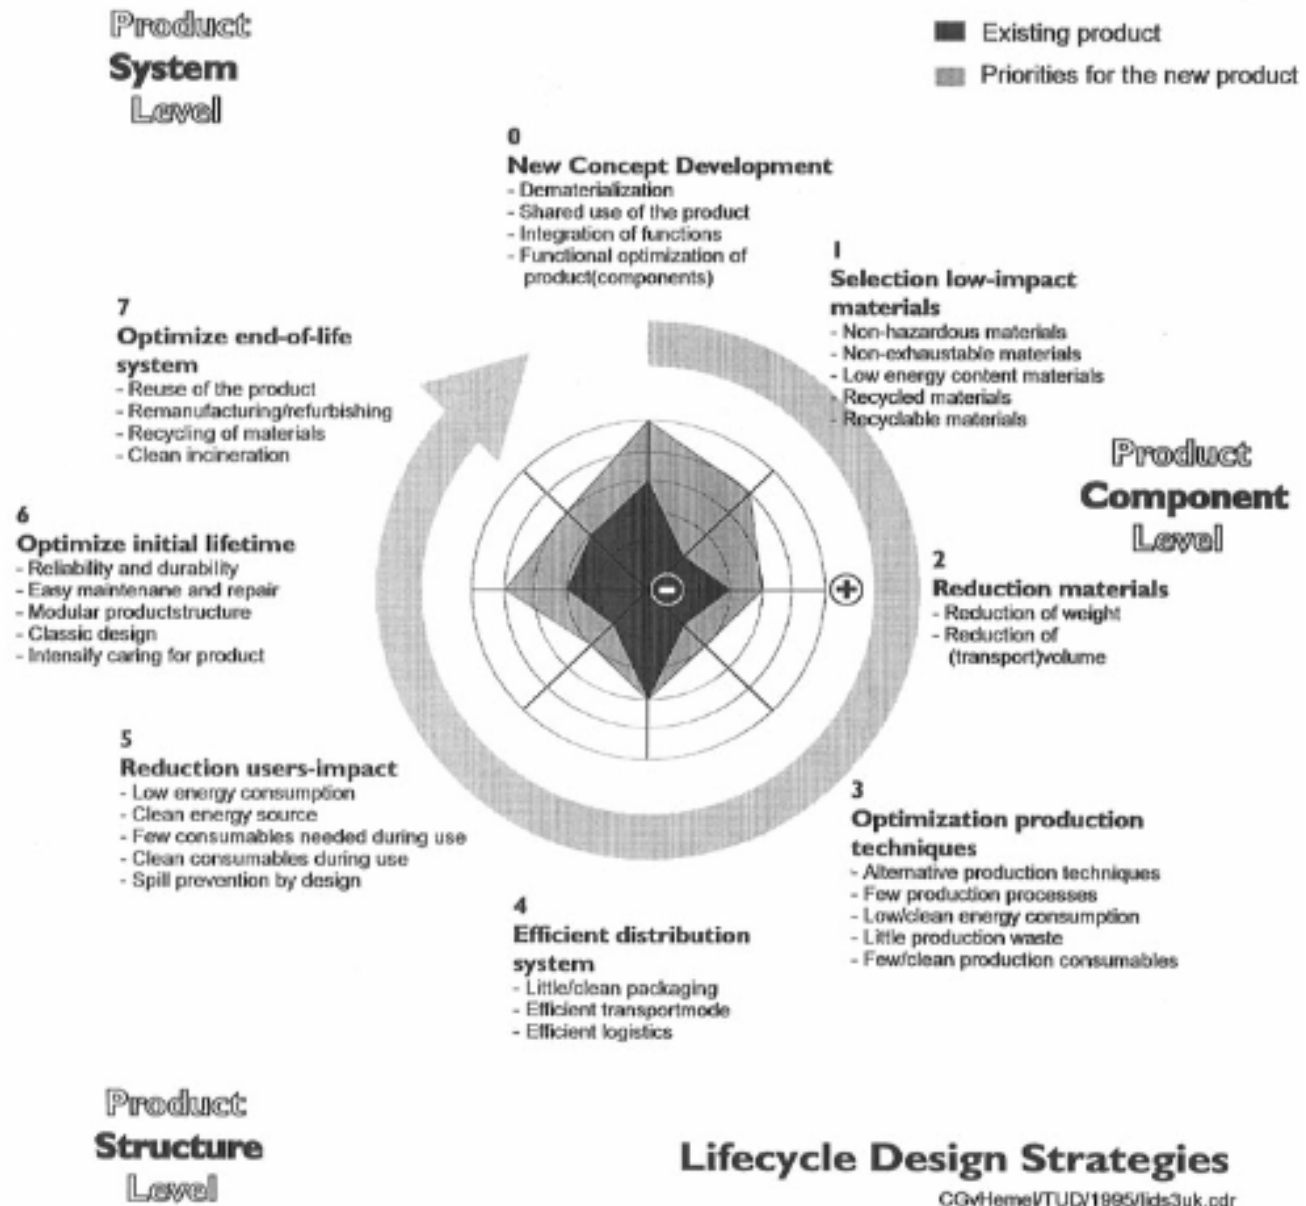 Product
System
Level
Existing product
Priorities for the new product
0
New Concept Development
- Dematerialization
- Shared use of the product
- Integration of functions
- Functional optimization of
product(components)
1
Selection low-impact
materials
- Non-hazardous materials
- Non-exhaustable materials
- Low energy content materials
- Recycled materials
- Recyclable materials
Product
Component
Level
2
Reduction materials
- Reduction of weight
- Reduction of
(transport)volume
3
Optimization production
techniques
- Alternative production techniques
- Few production processes
- Low/clean energy consumption
- Little production waste
- Few/clean production consumables
4
Efficient distribution
system
- Little/clean packaging
- Efficient transportmode
- Efficient logistics
5
Reduction users-impact
- Low energy consumption
- Clean energy source
- Few consumables needed during use
- Clean consumables during use
- Spill prevention by design
6
Optimize initial lifetime
- Reliability and durability
- Easy maintenane and repair
- Modular productstructure
- Classic design
- Intensify caring for product
7
Optimize end-of-life
system
- Reuse of the product
- Remanufacturing/refurbishing
- Recycling of materials
- Clean incineration
-
+
Product
Structure
Level
Lifecycle Design Strategies
CGvHemel/TUD/1995/lids3uk.cdr